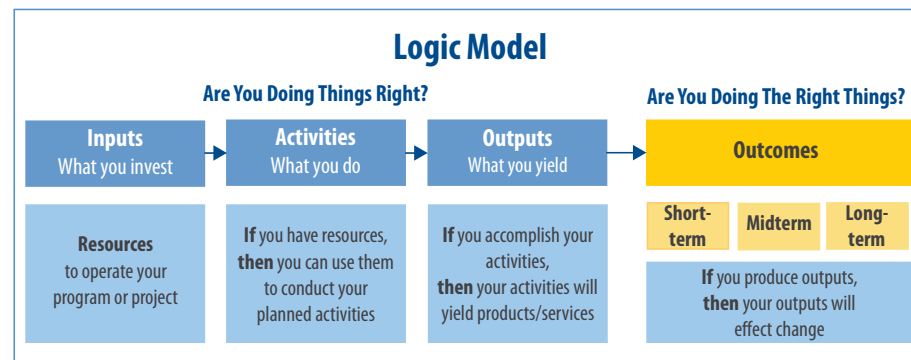 Logic Model
Are You Doing Things Right?
Are You Doing The Right Things?
Inputs
What you invest
Activities
What you do
Outputs
What you yield
Outcomes
Resources
to operate your
program or project
If you have resources,
then you can use them
to conduct your
planned activities
If you accomplish your
activities,
then your activities will
yield products/services
Short-
term
Midterm
Long-
term
If you produce outputs,
then your outputs will
effect change